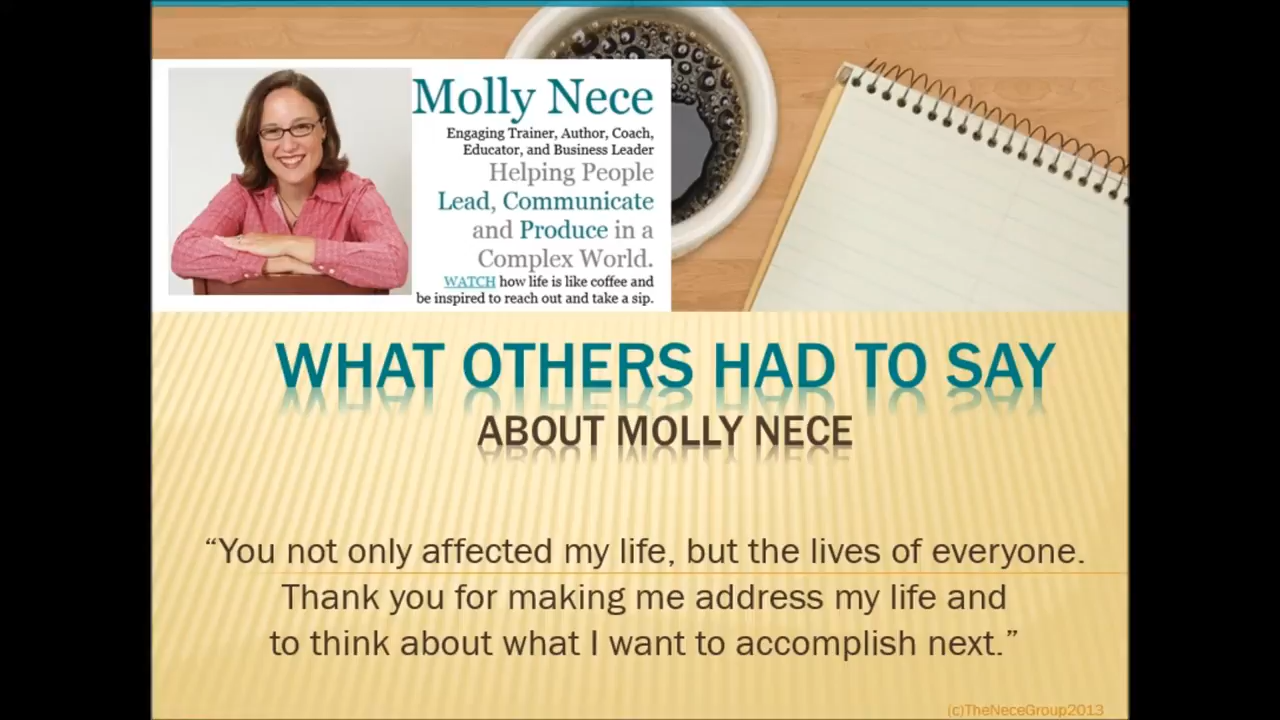 Molly Nece
Engaging Trainer, Author, Coach,
Educator, and Business Leader
Helping People
Lead, Communicate
and Produce in a
Complex World.
WATCH how life is like coffee and
be inspired to reach out and take a sip.
WHAT OTHERS HAD TO SAY
ABOUT MOLLY NECE
“You not only affected my life, but the lives of everyone.
Thank you for making me address my life and
to think about what I want to accomplish next.”
(c)TheNeceGroup2013